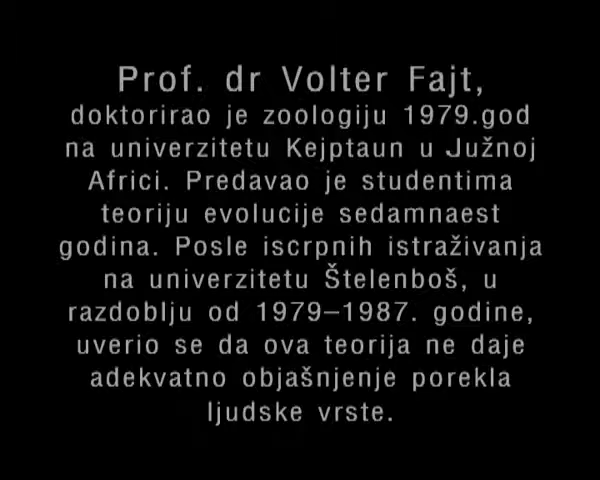 Prof. dr Volter Fajt,
doktorirao je zoologiju 1979.god
na univerzitetu Kejptaun u Južnoj
Africi. Predavao je studentima
teoriju evolucije sedamnaest
godina. Posle iscrpnih istraživanja
na univerzitetu Štelenboš, u
razdoblju od 1979–1987. godine,
uverio se da ova teorija ne daje
adekvatno objašnjenje porekla
ljudske vrste.